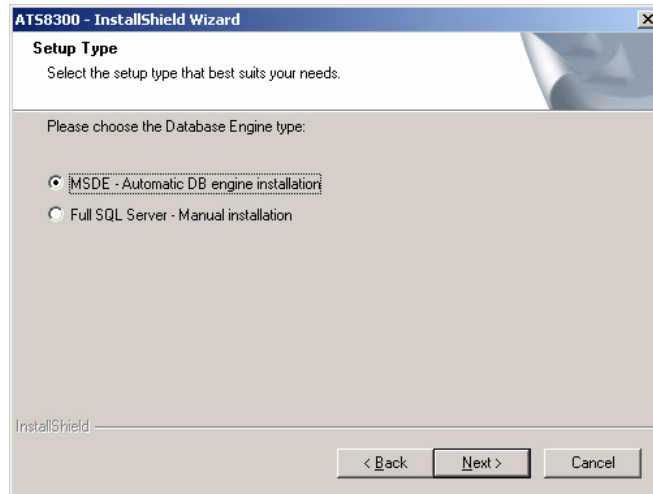 ATS8300 - InstallShield Wizard
Setup Type
Select the setup type that best suits your needs.
Please choose the Database Engine type:
MSDE - Automatic DB engine installation
Full SQL Server - Manual installation
InstallShield
< Back Next > Cancel